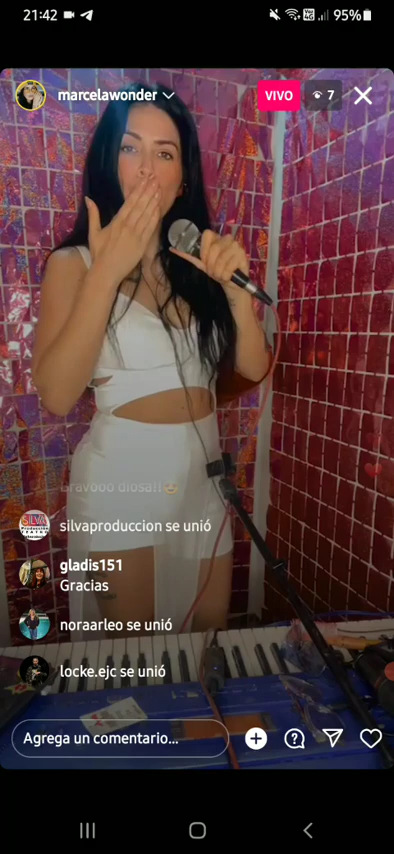 21:42
95%
marcelawonder
VIVO
7
Bravooo diosa!!😍
silvaproduccion se unió
SILVA
gladis151
Gracias
noraarleo se unió
locke.ejc se unió
Agrega un comentario...